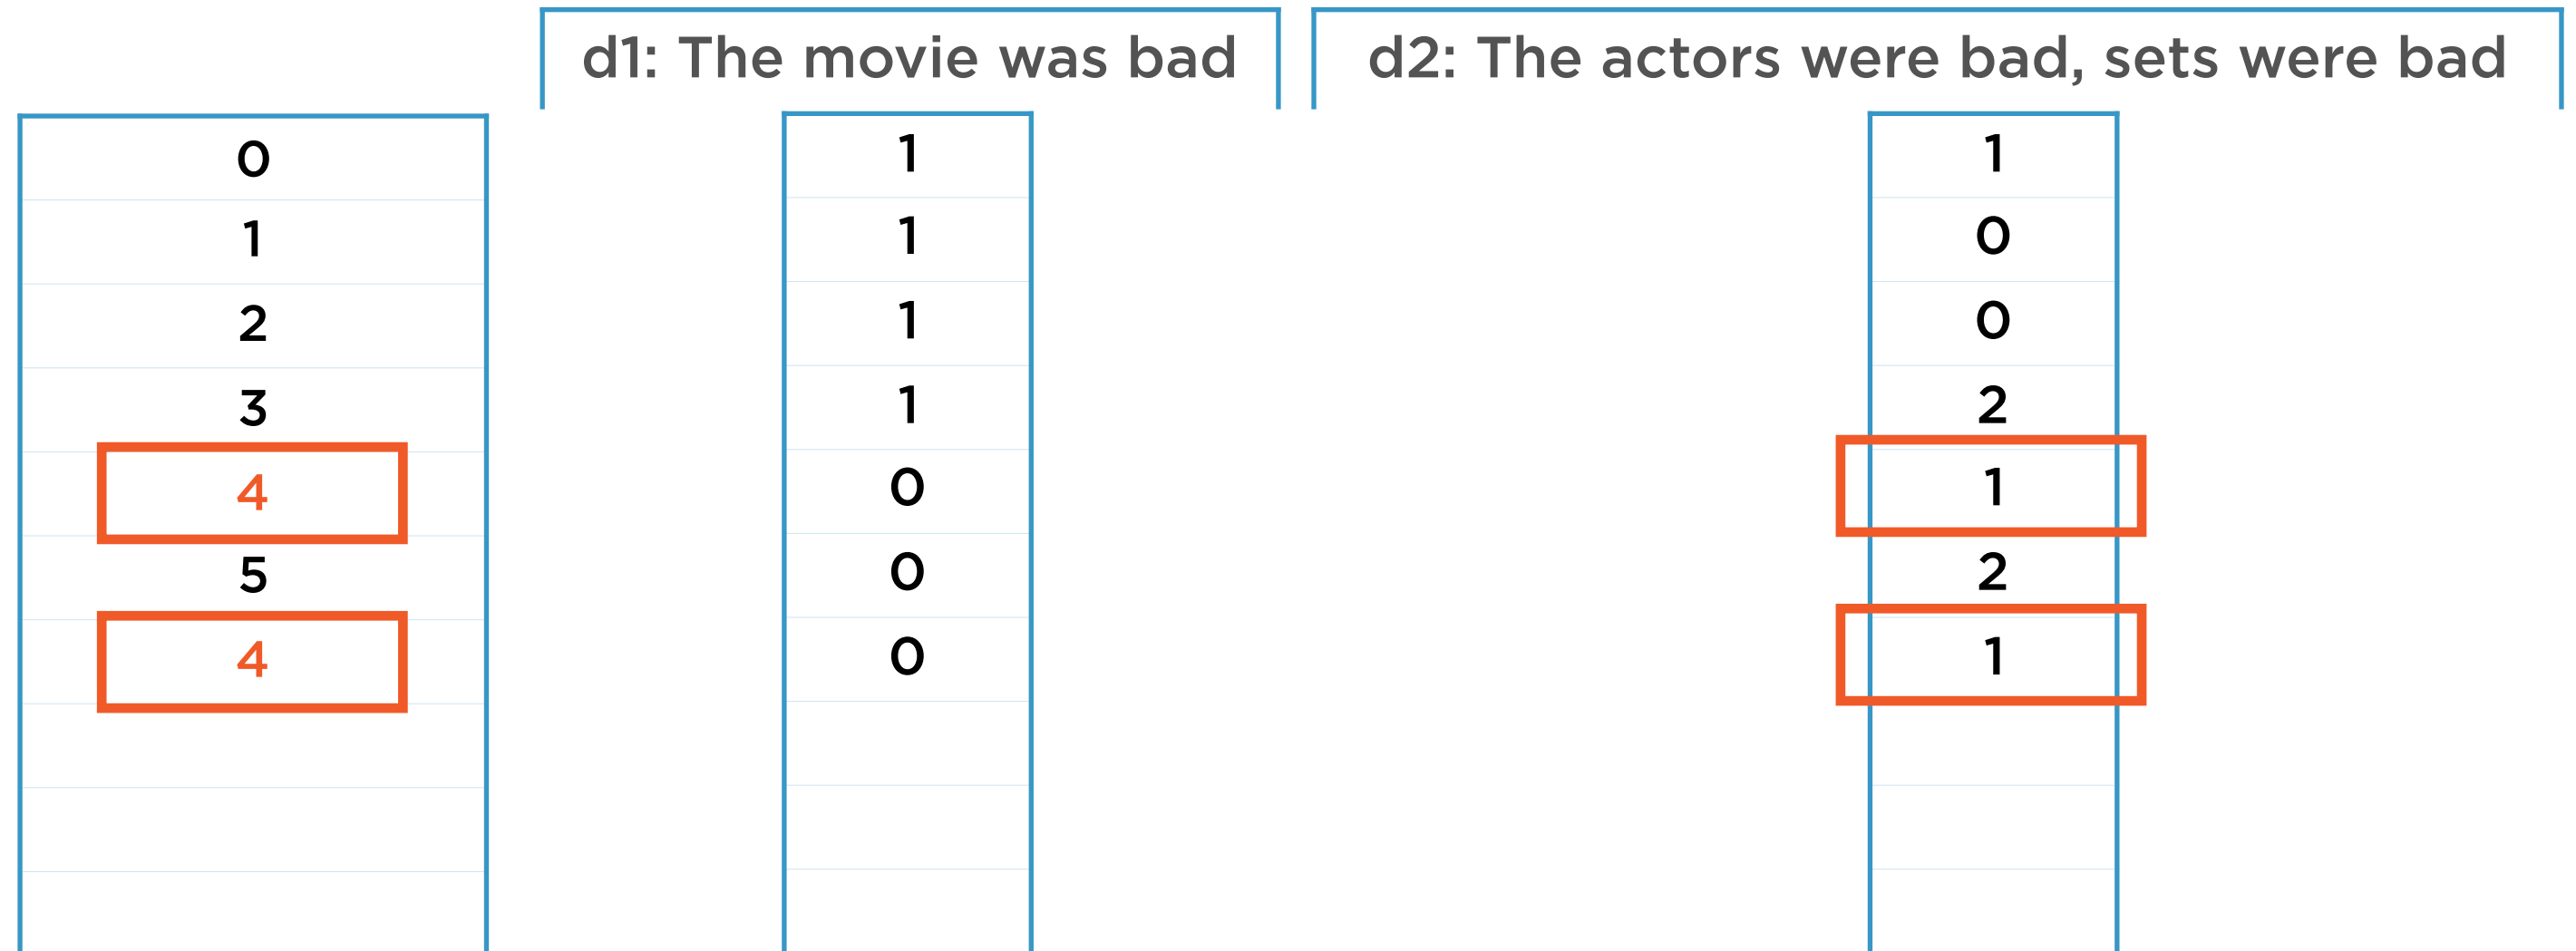 d1: The movie was bad d2: The actors were bad, sets were bad
0 1 1
1 1 0
2 1 0
3 1 2
4 0 1
5 0 2
4 0 1